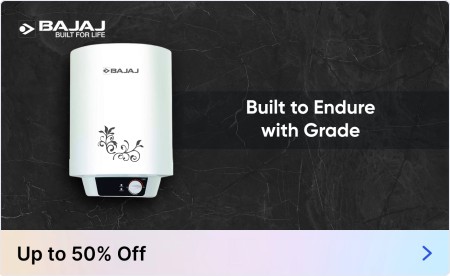 BAJAJ
BUILT FOR LIFE
BAJAJ
Built to Endure
with Grade
Up to 50% Off